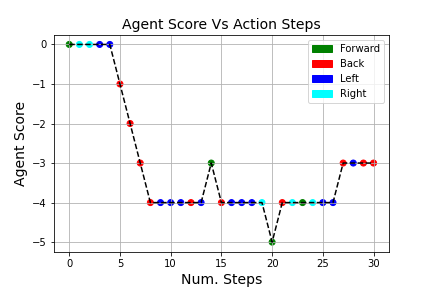 Agent Score Vs Action Steps
Agent Score
0
−1
−2
−3
−4
−5
Forward
Back
Left
Right
0
5
10
15
20
25
30
Num. Steps